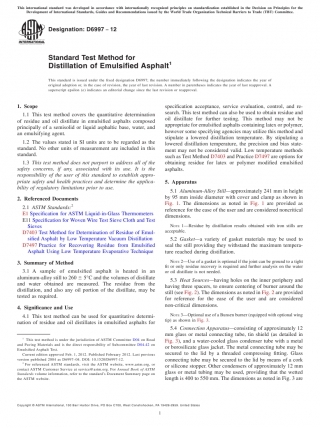 This international standard was developed in accordance with internationally recognized principles on standardization established in the Decision on Principles for the
Development of International Standards, Guides and Recommendations issued by the World Trade Organization Technical Barriers to Trade (TBT) Committee.
Designation: D6997 − 12
INTERNATIONAL
Standard Test Method for
Distillation of Emulsified Asphalt1
This standard is issued under the fixed designation D6997; the number immediately following the designation indicates the year of
original adoption or, in the case of revision, the year of last revision. A number in parentheses indicates the year of last reapproval. A
superscript epsilon (ε) indicates an editorial change since the last revision or reapproval.
1. Scope
1.1 This test method covers the quantitative determination
of residue and oil distillate in emulsified asphalts composed
principally of a semisolid or liquid asphaltic base, water, and
an emulsifying agent.
1.2 The values stated in SI units are to be regarded as the
standard. No other units of measurement are included in this
standard.
1.3 This test method does not purport to address all of the
safety concerns, if any, associated with its use. It is the
responsibility of the user of this standard to establish appro-
priate safety and health practices and determine the applica-
bility of regulatory limitations prior to use.
2. Referenced Documents
2.1 ASTM Standards:2
E1 Specification for ASTM Liquid-in-Glass Thermometers
E11 Specification for Woven Wire Test Sieve Cloth and Test
Sieves
D7403 Test Method for Determination of Residue of Emul-
sified Asphalt by Low Temperature Vacuum Distillation
D7497 Practice for Recovering Residue from Emulsified
Asphalt Using Low Temperature Evaporative Technique
3. Summary of Method
3.1 A sample of emulsified asphalt is heated in an
aluminum-alloy still to 260 ± 5°C and the volumes of distillate
and water obtained are measured. The residue from the
distillation, and also any oil portion of the distillate, may be
tested as required.
4. Significance and Use
4.1 This test method can be used for quantitative determi-
nation of residue and oil distillates in emulsified asphalts for
specification acceptance, service evaluation, control, and re-
search. This test method can also be used to obtain residue and
oil distillate for further testing. This test method may not be
appropriate for emulsified asphalts containing latex or polymer,
however some specifying agencies may utilize this method and
stipulate a lowered distillation temperature. By stipulating a
lowered distillation temperature, the precision and bias state-
ment may not be considered valid. Low temperature methods
such as Test Method D7403 and Practice D7497 are options for
obtaining residue for latex or polymer modified emulsified
asphalts.
5. Apparatus
5.1 Aluminum-Alloy Still—approximately 241 mm in height
by 95 mm inside diameter with cover and clamp as shown in
Fig. 1. The dimensions as noted in Fig. 1 are provided as
reference for the ease of the user and are considered noncritical
dimensions.
NOTE 1—Residue by distillation results obtained with iron stills are
acceptable.
5.2 Gasket—a variety of gasket materials may be used to
seal the still providing they withstand the maximum tempera-
ture reached during distillation.
NOTE 2—Use of a gasket is optional if the joint can be ground to a tight
fit or only residue recovery is required and further analysis on the water
or oil distillate is not needed.
5.3 Heat Sources—having holes on the inner periphery and
having three spacers, to ensure centering of burner around the
still (see Fig. 2). The dimensions as noted in Fig. 2 are provided
for reference for the ease of the user and are considered
non-critical dimensions.
NOTE 3—Optional use of a Bunsen burner (equipped with optional wing
tip) as shown in Fig. 3.
5.4 Connection Apparatus—consisting of approximately 12
mm glass or metal connecting tube, tin shield (as detailed in
Fig. 3), and a water-cooled glass condenser tube with a metal
or borosilicate glass jacket. The metal connecting tube may be
secured to the lid by a threaded compression fitting. Glass
connecting tube may be secured to the lid by means of a cork
or silicone stopper. Other condensers of approximately 12 mm
glass or metal tubing may be used, providing that the wetted
length is 400 to 550 mm. The dimensions as noted in Fig. 3 are
1 This test method is under the jurisdiction of ASTM Committee D04 on Road
and Paving Materials and is the direct responsibility of Subcommittee D04.42 on
Emulsified Asphalt Test.
Current edition approved Feb. 1, 2012. Published February 2012. Last previous
version published 2004 as D6997-04. DOI: 10.1520/D6997-12.
2 For referenced ASTM standards, visit the ASTM website, www.astm.org, or
contact ASTM Customer Service at service@astm.org. For Annual Book of ASTM
Standards volume information, refer to the standard's Document Summary page on
the ASTM website.
Copyright © ASTM International, 100 Barr Harbor Drive, PO Box C700, West Conshohocken, PA 19428-2959. United States
1